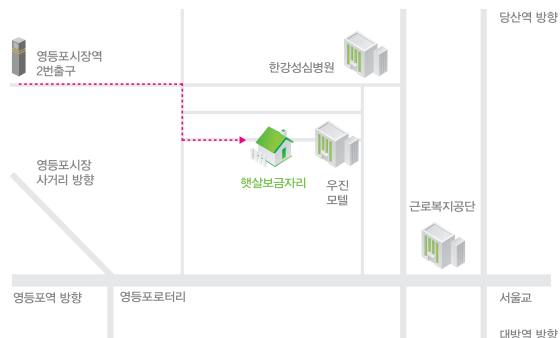 당산역 방향
영등포시장역
2번출구
한강성심병원
영등포시장
사거리 방향
햇살보금자리
우진
모텔
근로복지공단
영등포역 방향
영등포로터리
서울교
대방역 방향